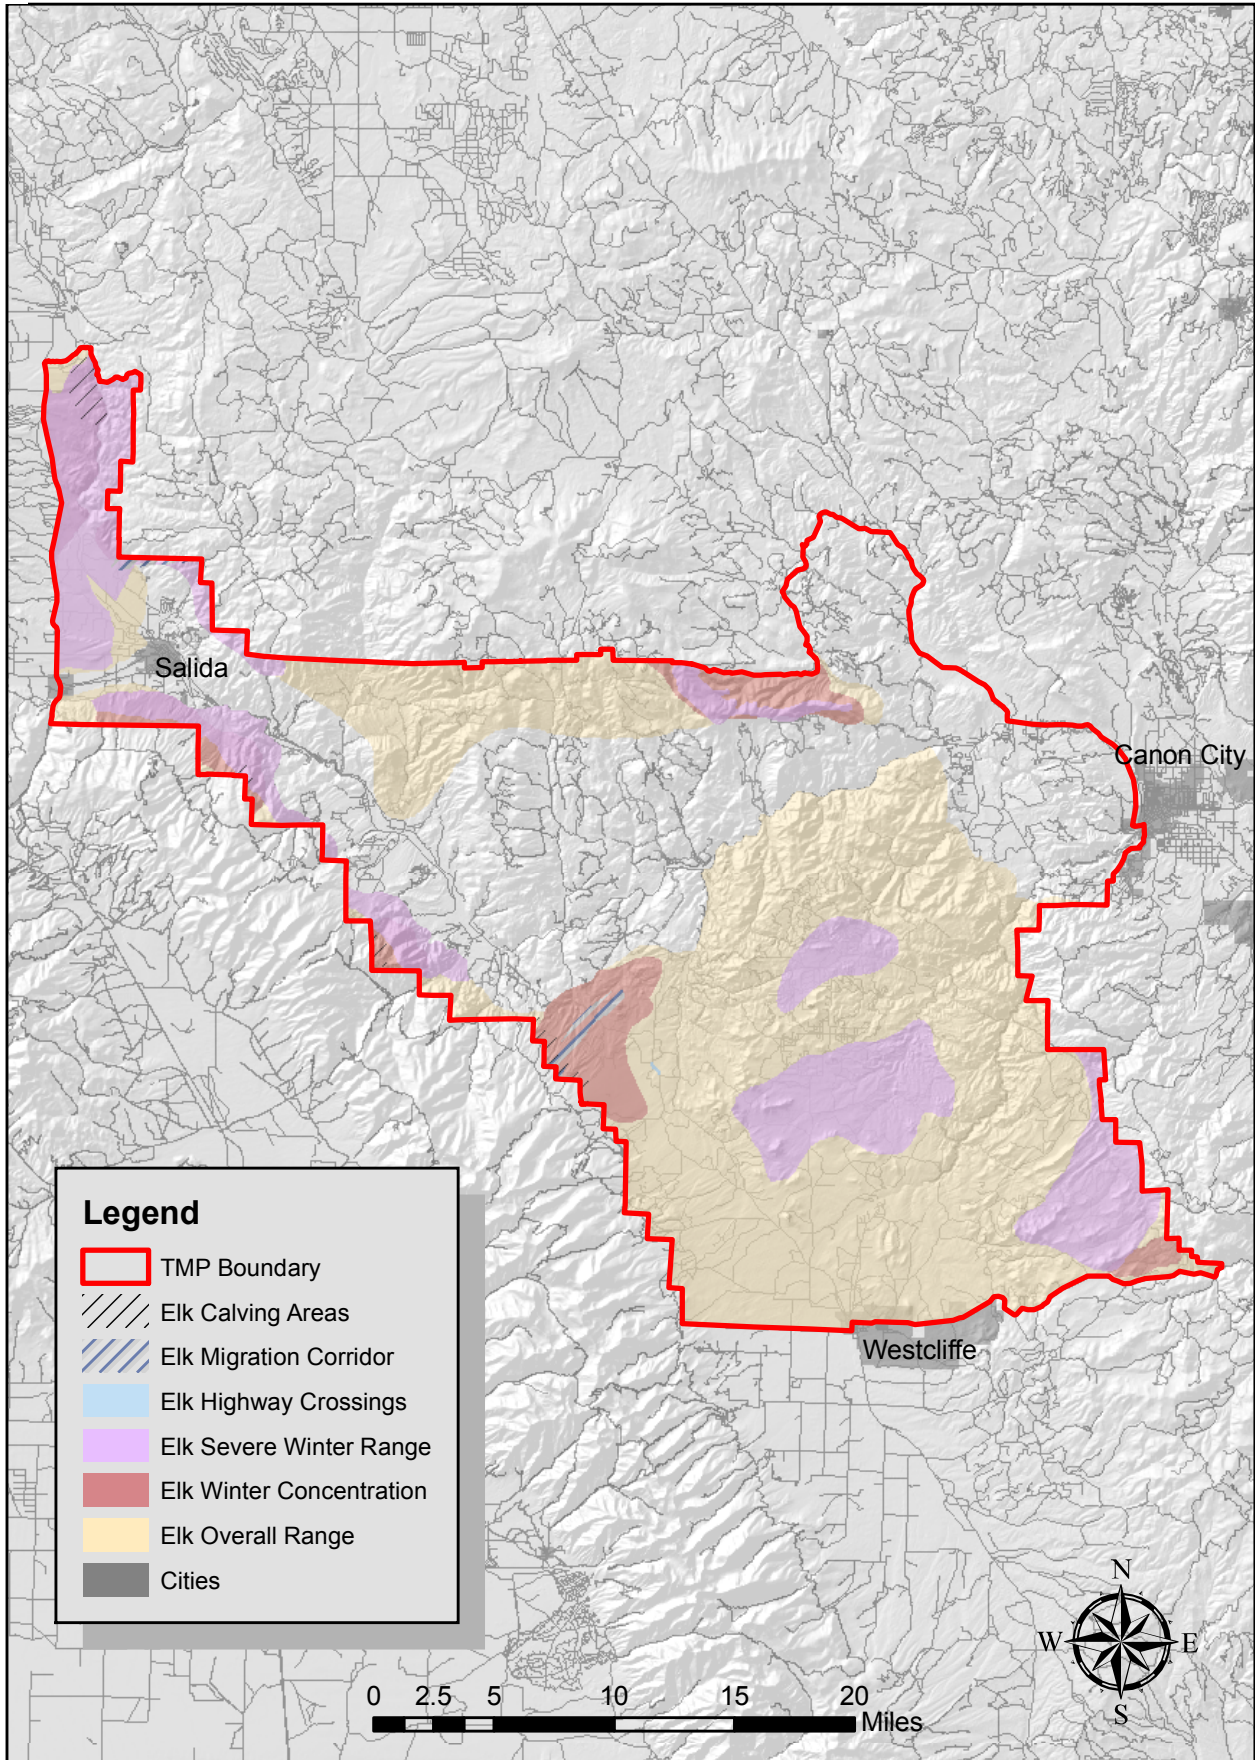 Salida
Canon City
Westcliffe
Legend
TMP Boundary
Elk Calving Areas
Elk Migration Corridor
Elk Highway Crossings
Elk Severe Winter Range
Elk Winter Concentration
Elk Overall Range
Cities
N
W E
S
0 2.5 5 10 15 20
Miles